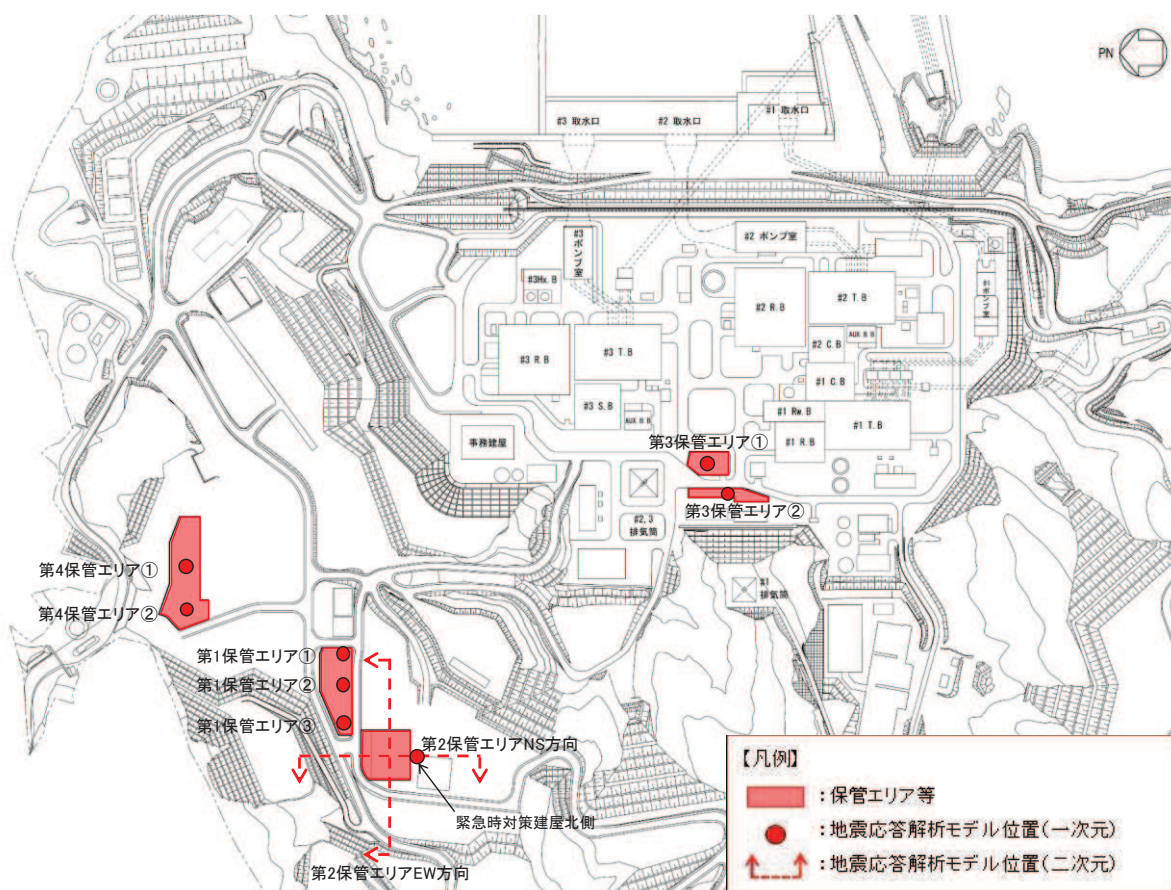 PN
#3 取水口
#2 取水口
#1 取水口
#3 ポンプ室
#2 ポンプ室
#3Hx.B
#2 R.B
#2 T.B
#3 R.B
#3 T.B
#2 C.B
AUX B.B
#1 C.B
#3 S.B
AUX B.B
#1 Rw.B
#1 R.B
#1 T.B
事務建屋
第3保管エリア①
第3保管エリア②
#2,3
排気筒
#1
排気筒
第4保管エリア①
第4保管エリア②
第1保管エリア①
第1保管エリア②
第1保管エリア③
第2保管エリアNS方向
緊急時対策建屋北側
第2保管エリアEW方向
【凡例】
：保管エリア等
：地震応答解析モデル位置(一次元)
：地震応答解析モデル位置(二次元)